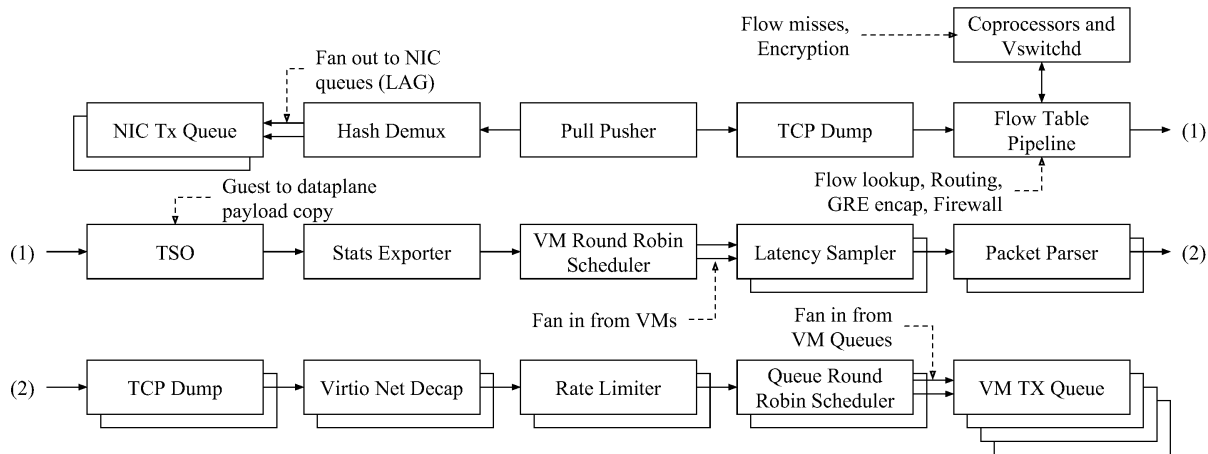 Flow misses,
Encryption
Coprocessors and
Vswitchd
Fan out to NIC
queues (LAG)
NIC Tx Queue
Hash Demux
Pull Pusher
TCP Dump
Flow Table
Pipeline
(1)
Guest to dataplane
payload copy
Flow lookup, Routing,
GRE encap, Firewall
(1)
TSO
Stats Exporter
VM Round Robin
Scheduler
Latency Sampler
Packet Parser
(2)
Fan in from VMs
Fan in from
VM Queues
(2)
TCP Dump
Virtio Net Decap
Rate Limiter
Queue Round
Robin Scheduler
VM TX Queue